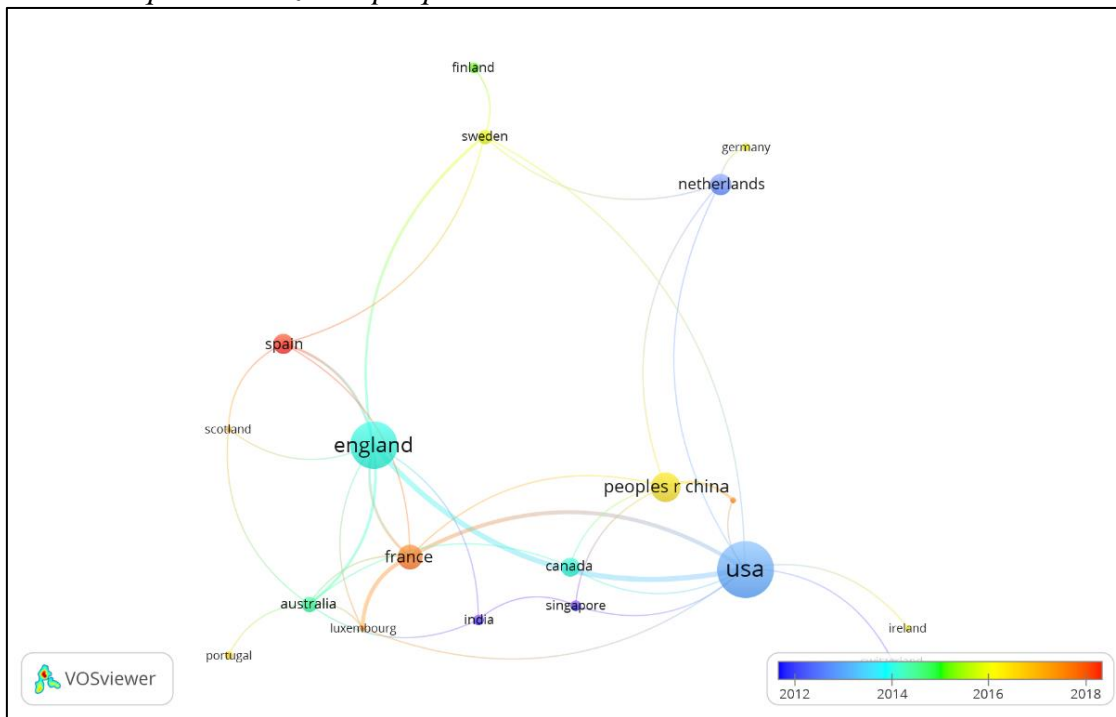 finland
sweden
germany
netherlands
spain
scotland
england
peoples r china
france
canada
usa
australia
singapore
india
luxembourg
ireland
portugal
VOSviewer
2012 2014 2016 2018